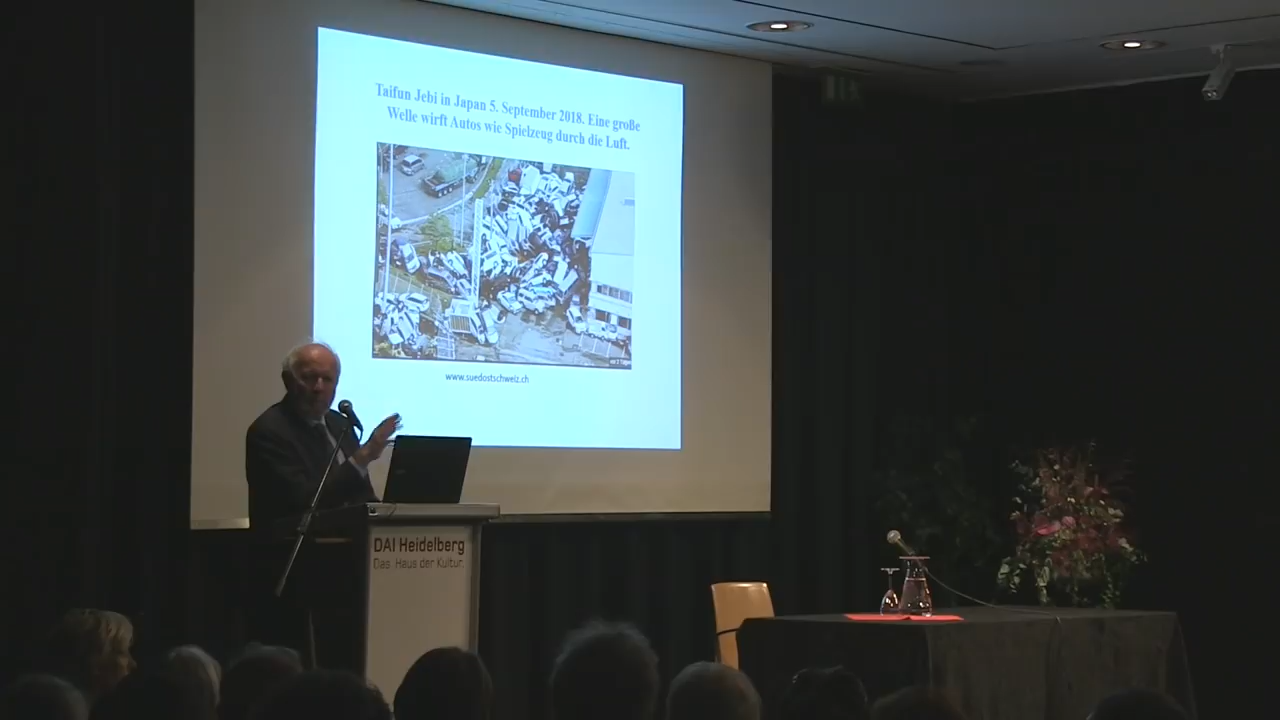 Taifun Jebi in Japan 5. September 2018. Eine große
Welle wirft Autos wie Spielzeug durch die Luft.
www.suedostschweiz.ch
DAI Heidelberg
Das Haus der Kultur.